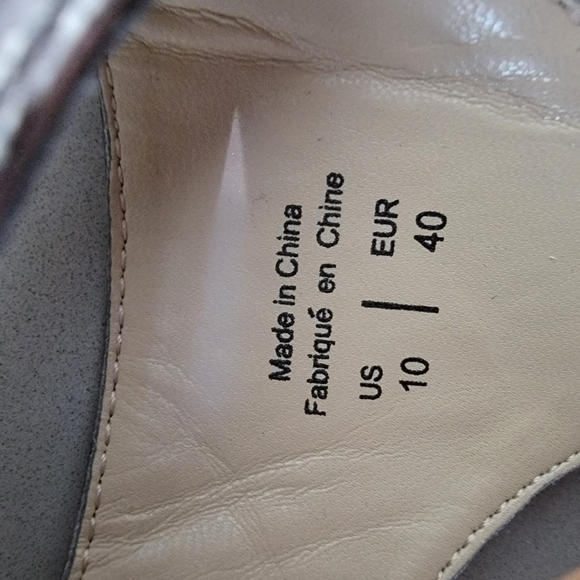 Made in China
Fabriqué en Chine
US | EUR
10 | 40